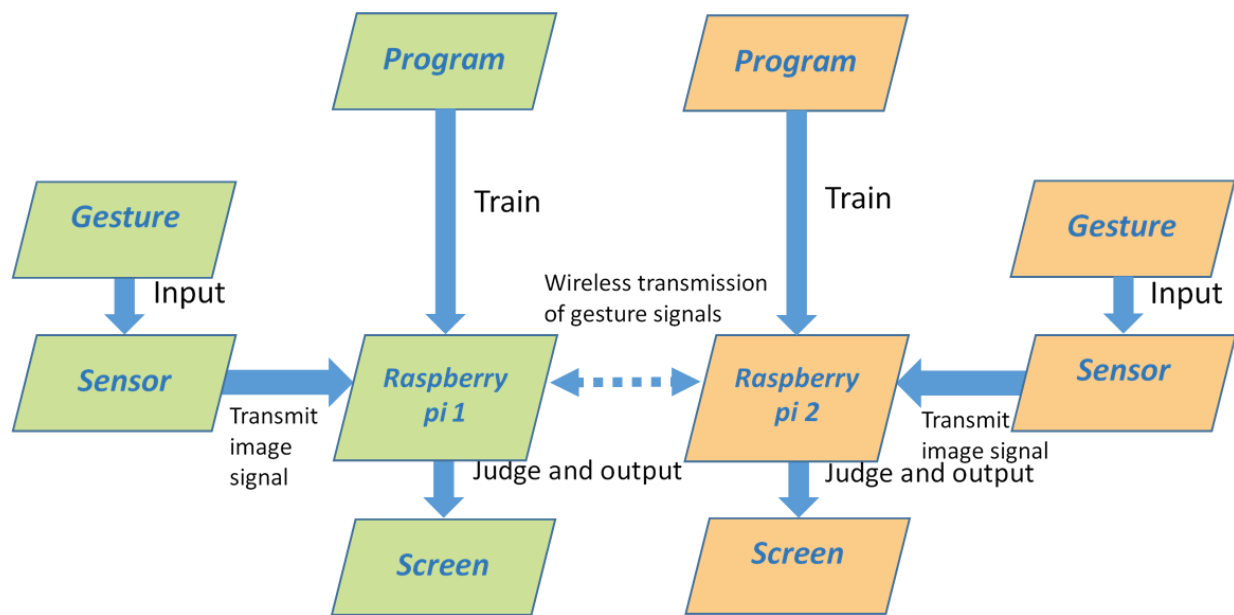 Program
Program
Train
Train
Gesture
Gesture
Input
Input
Wireless transmission
of gesture signals
Sensor
Raspberry
pi 1
Raspberry
pi 2
Sensor
Transmit
image
signal
Transmit
image signal
Judge and output
Judge and output
Screen
Screen